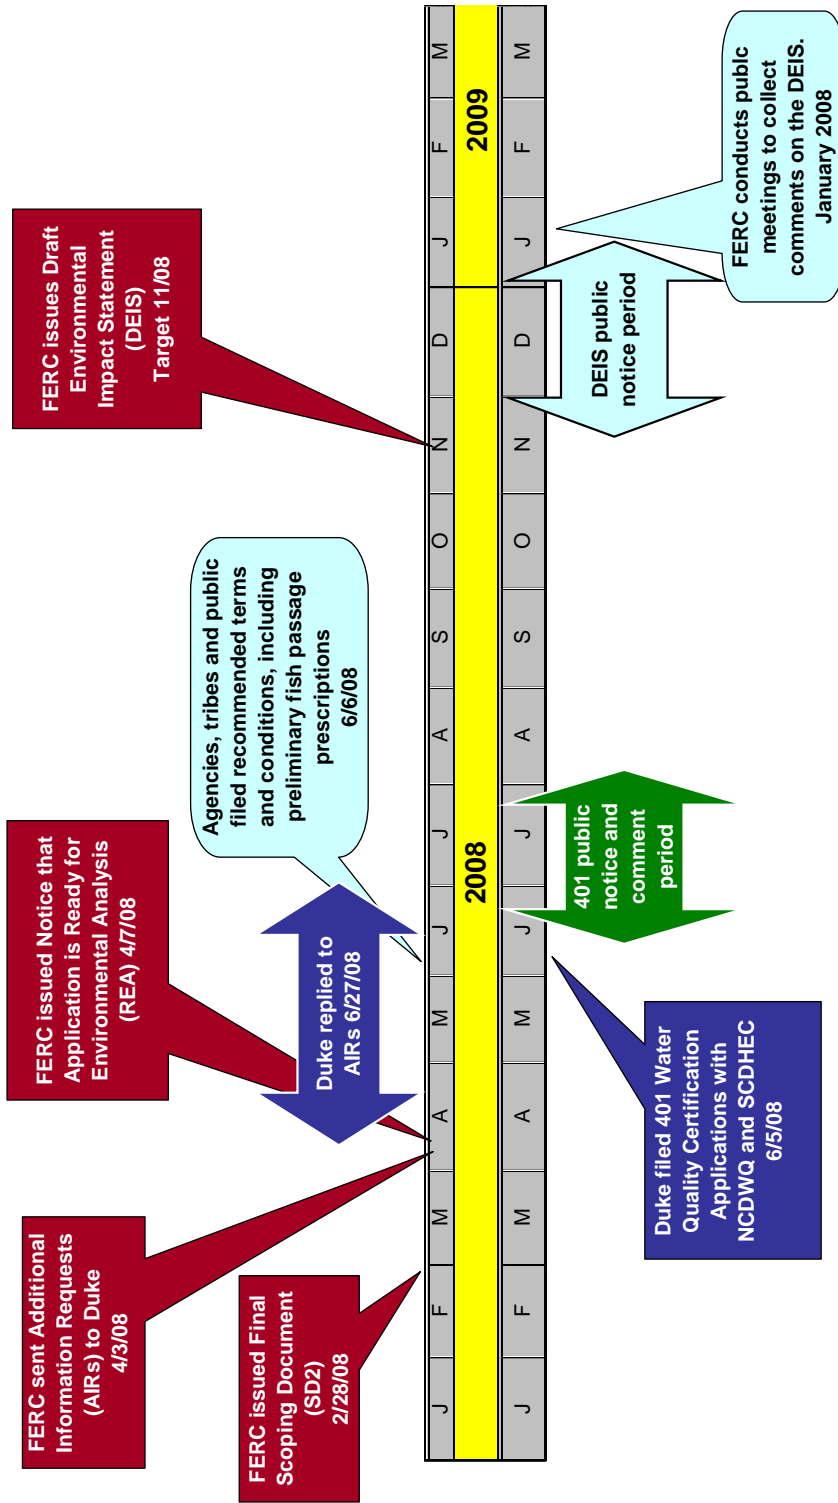 FERC sent Additional
Information Requests
(AIRs) to Duke
4/3/08
FERC issued Final
Scoping Document
(SD2)
2/28/08
FERC issued Notice that
Application is Ready for
Environmental Analysis
(REA) 4/7/08
Duke replied to
AIRs 6/27/08
Agencies, tribes and public
filed recommended terms
and conditions, including
preliminary fish passage
prescriptions
6/6/08
FERC issues Draft
Environmental
Impact Statement
(DEIS)
Target 11/08
J F M A M J J A S O N D J F M
2008 2009
J F M A M J J A S O N D J F M
Duke filed 401 Water
Quality Certification
Applications with
NCDWQ and SCDHEC
6/5/08
401 public
notice and
comment
period
DEIS public
notice period
FERC conducts publc
meetings to collect
comments on the DEIS.
January 2008